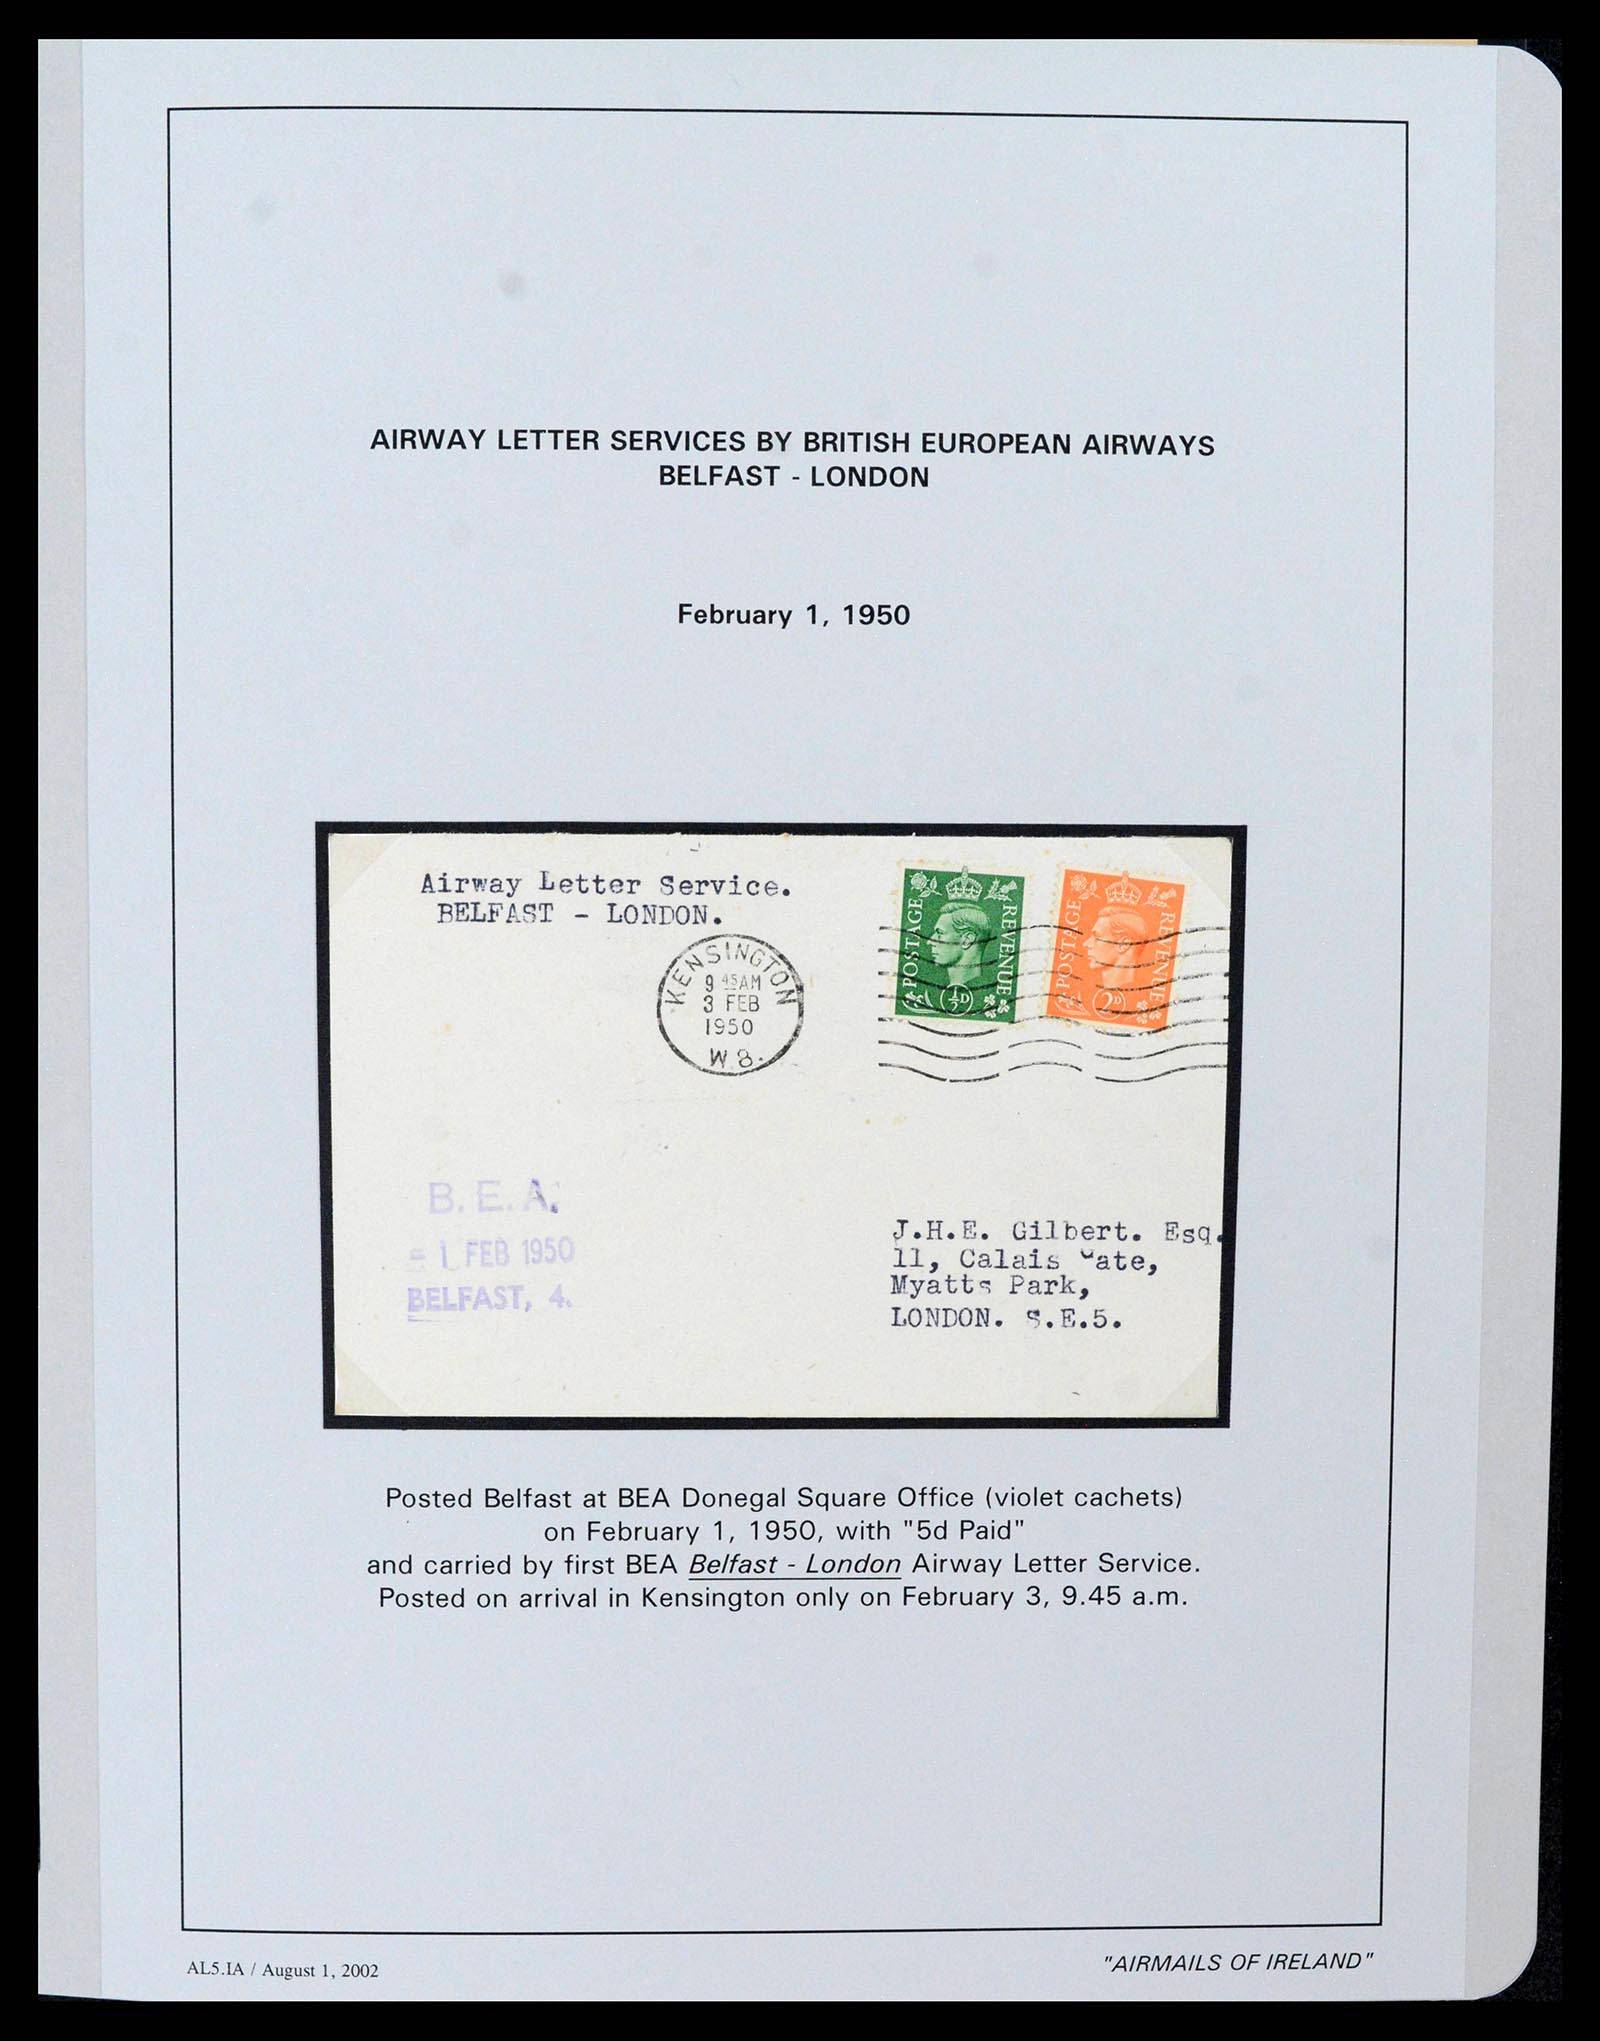 AIRWAY LETTER SERVICES BY BRITISH EUROPEAN AIRWAYS
BELFAST - LONDON
February 1, 1950
Airway Letter Service.
BELFAST - LONDON.
POSTAGE REVENUE
½D
POSTAGE REVENUE
2D
KENSINGTON
9 45AM
3 FEB
1950
W.8.
B.E.A.
= 1 FEB 1950
BELFAST, 4.
J.H.E. Gilbert. Esq.
11, Calais ate,
Myatts Park,
LONDON. S.E.5.
Posted Belfast at BEA Donegal Square Office (violet cachets)
on February 1, 1950, with "5d Paid"
and carried by first BEA Belfast - London Airway Letter Service.
Posted on arrival in Kensington only on February 3, 9.45 a.m.
AL5.IA / August 1, 2002
"AIRMAILS OF IRELAND"